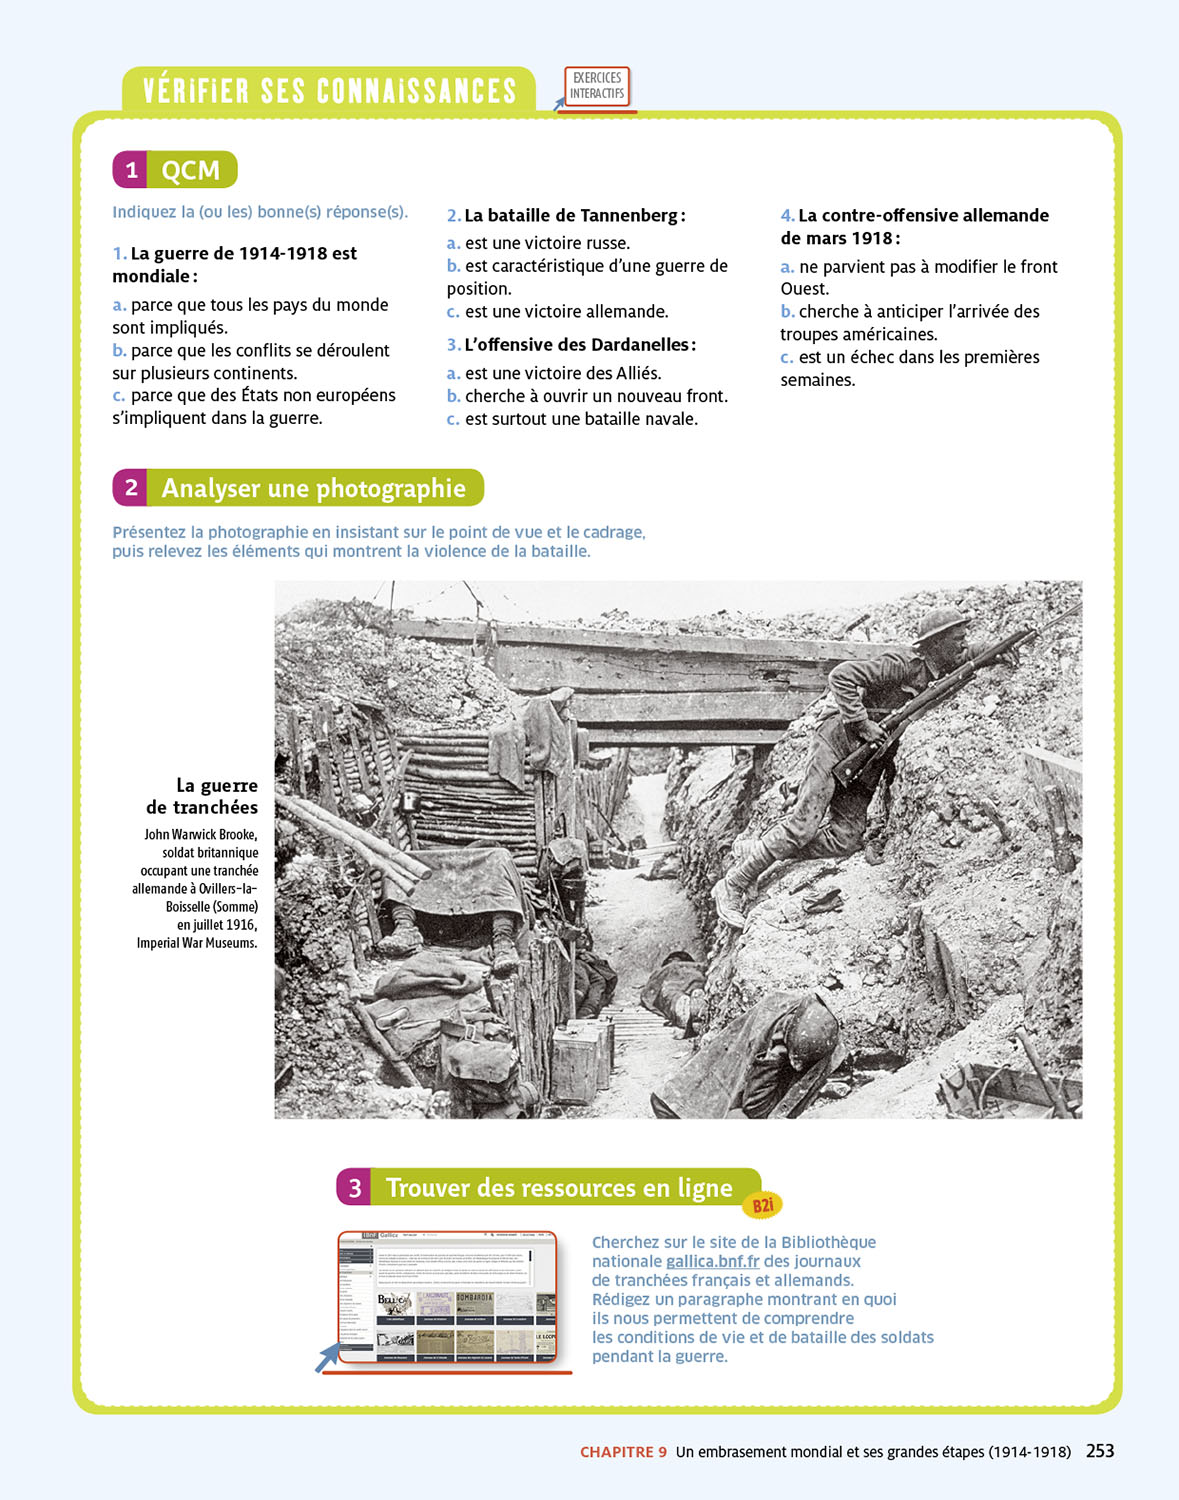 VÉRiFiER SES CONNAiSSANCES
EXERCICES
INTERACTIFS
1 QCM
Indiquez la (ou les) bonne(s) réponse(s).
1. La guerre de 1914-1918 est
mondiale :
a. parce que tous les pays du monde
sont impliqués.
b. parce que les conflits se déroulent
sur plusieurs continents.
c. parce que des États non européens
s’impliquent dans la guerre.
2. La bataille de Tannenberg :
a. est une victoire russe.
b. est caractéristique d’une guerre de
position.
c. est une victoire allemande.
3. L’offensive des Dardanelles :
a. est une victoire des Alliés.
b. cherche à ouvrir un nouveau front.
c. est surtout une bataille navale.
4. La contre-offensive allemande
de mars 1918 :
a. ne parvient pas à modifier le front
Ouest.
b. cherche à anticiper l’arrivée des
troupes américaines.
c. est un échec dans les premières
semaines.
2 Analyser une photographie
Présentez la photographie en insistant sur le point de vue et le cadrage,
puis relevez les éléments qui montrent la violence de la bataille.
La guerre
de tranchées
John Warwick Brooke,
soldat britannique
occupant une tranchée
allemande à Ovillers-la-
Boisselle (Somme)
en juillet 1916,
Imperial War Museums.
3 Trouver des ressources en ligne
B2i
Gallica
BOMBARDIA
Cherchez sur le site de la Bibliothèque
nationale gallica.bnf.fr des journaux
de tranchées français et allemands.
Rédigez un paragraphe montrant en quoi
ils nous permettent de comprendre
les conditions de vie et de bataille des soldats
pendant la guerre.
CHAPITRE 9 Un embrasement mondial et ses grandes étapes (1914-1918) 253